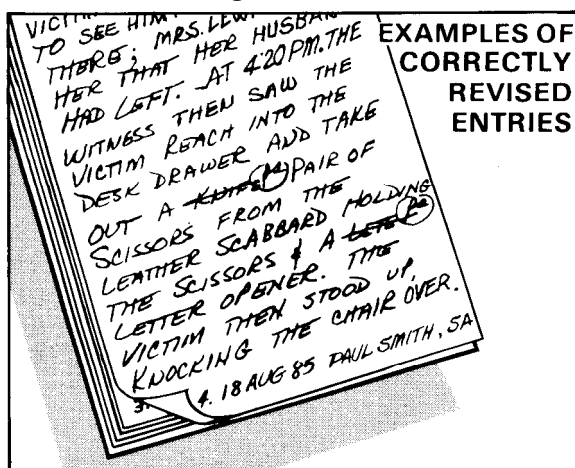 EXAMPLES OF
CORRECTLY
REVISED
ENTRIES
TO SEE HIM
THERE; MRS. LEW
HER THAT HER HUSBAN
HAD LEFT. AT 4:20 PM. THE
WITNESS THEN SAW THE
VICTIM REACH INTO THE
DESK DRAWER AND TAKE
OUT A KNIFE PAIR OF
SCISSORS FROM THE
LEATHER SCABBARD HOLDING
THE SCISSORS & A
LETTER OPENER. THE
VICTIM THEN STOOD UP,
KNOCKING THE CHAIR OVER.
4. 18 AUG 85 PAUL SMITH, SA
3.